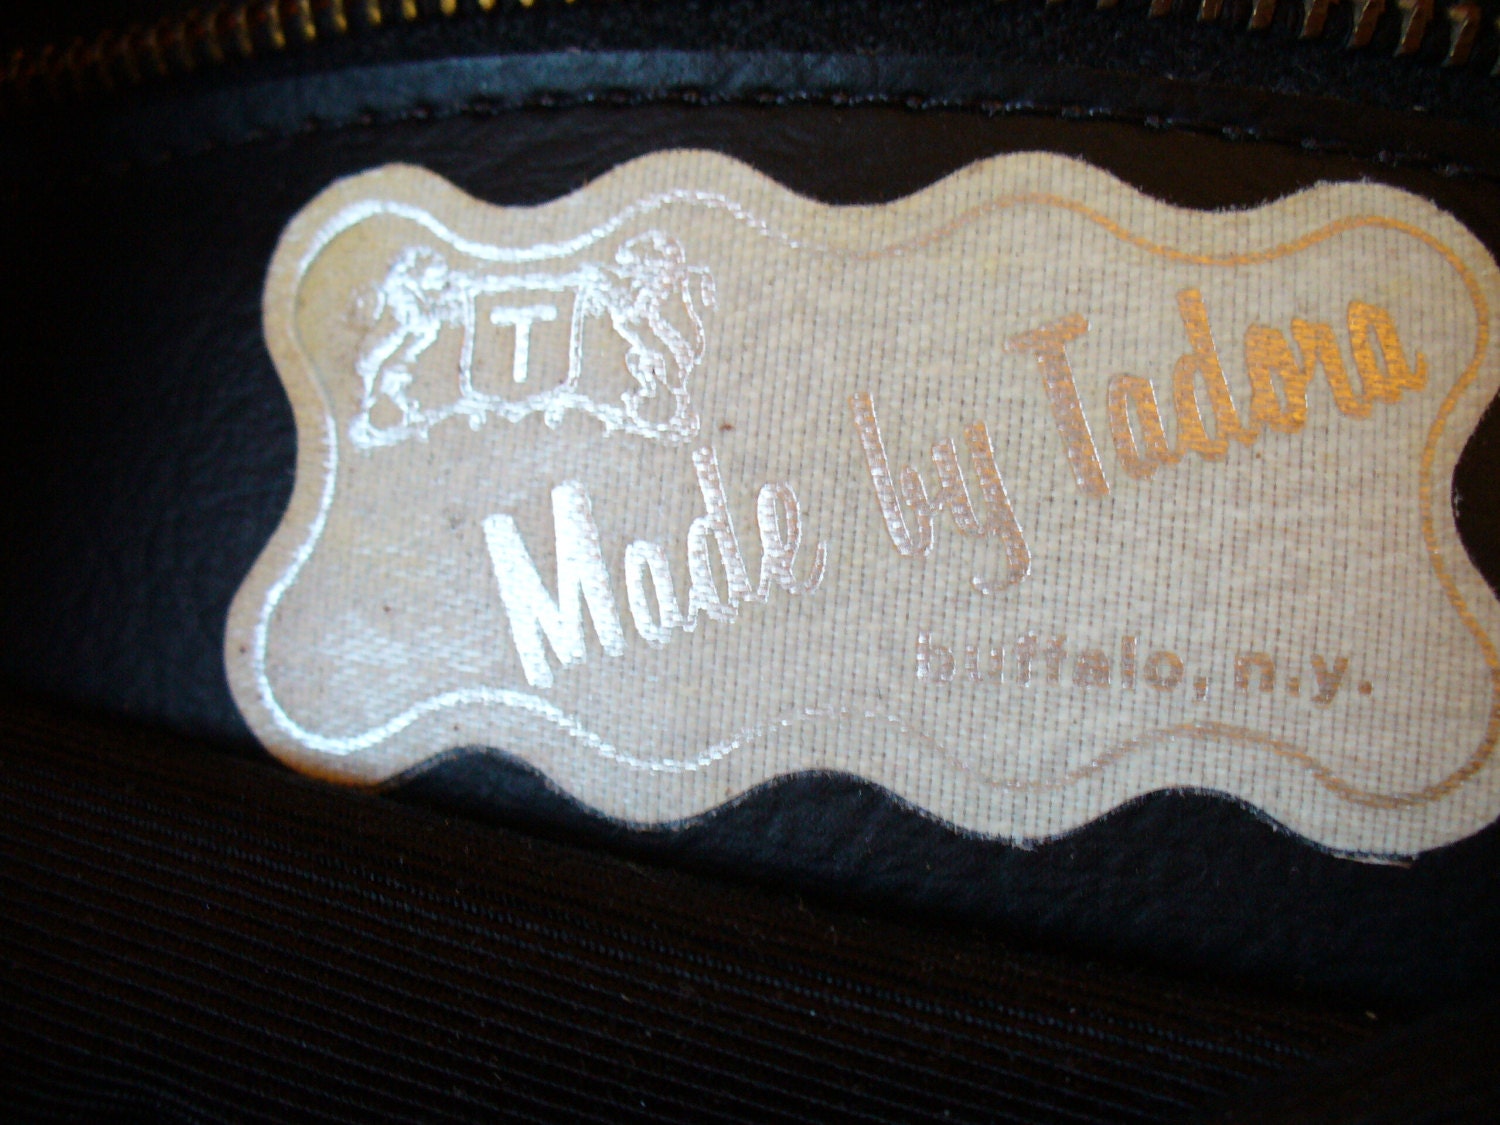 T
Made by Tadora
buffalo, n.y.